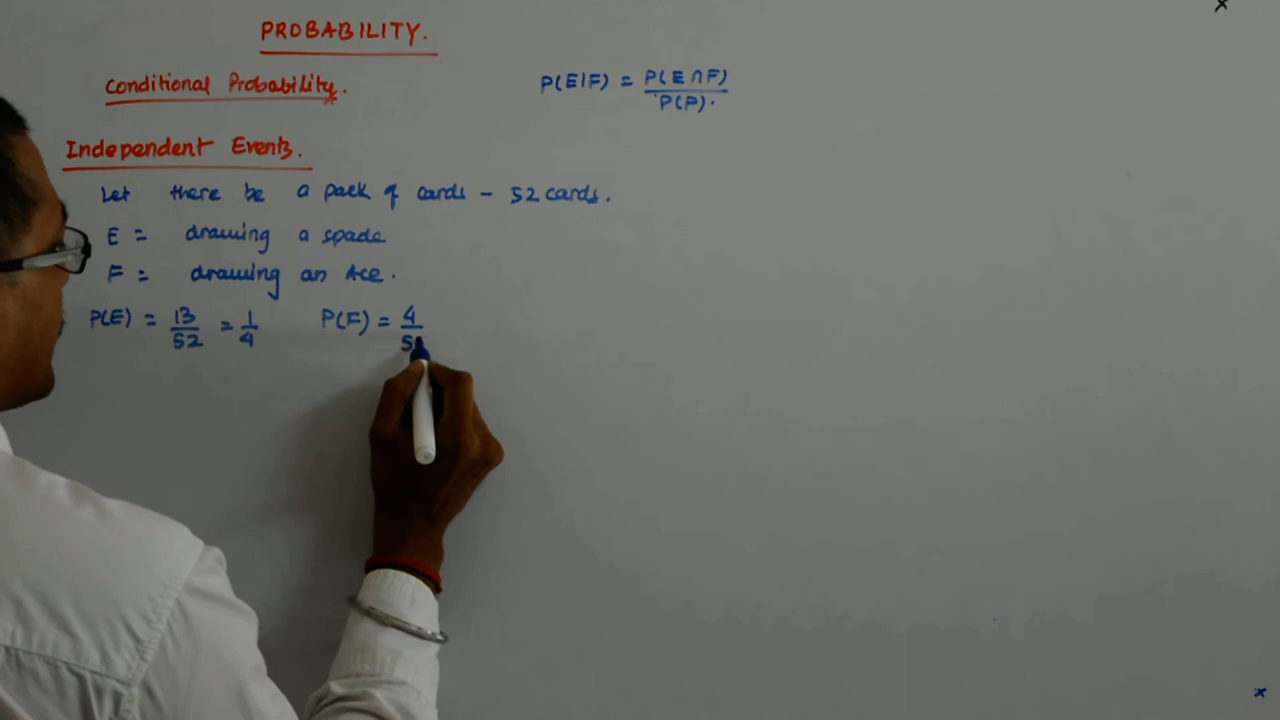 PROBABILITY.
Conditional Probability.
P(E|F) = P(E ∩ F) / P(F).
Independent Events.
Let there be a pack of cards - 52 cards.
E = drawing a spade
F = drawing an Ace.
P(E) = 13/52 = 1/4 P(F) = 4/5